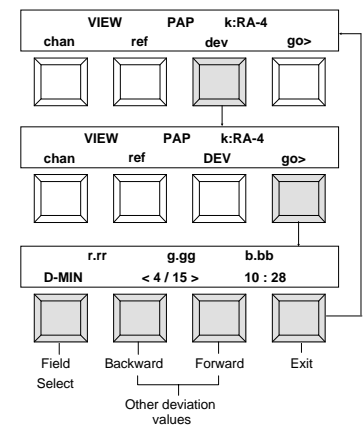 VIEW PAP k:RA-4
chan ref dev go>
VIEW PAP k:RA-4
chan ref DEV go>
r.rr g.gg b.bb
D-MIN < 4 / 15 > 10 : 28
Field Select Backward Forward Exit
Other deviation
values